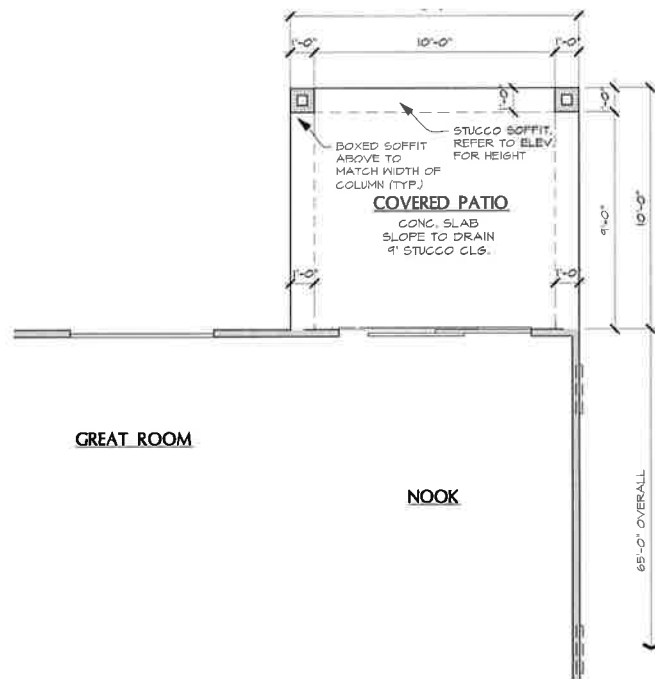 1'-0"
10'-0"
1'-0"
1'-0"
1'-0"
BOXED SOFFIT
ABOVE TO
MATCH WIDTH OF
COLUMN (TYP.)
STUCCO SOFFIT,
REFER TO ELEV.
FOR HEIGHT
COVERED PATIO
CONC. SLAB
SLOPE TO DRAIN
9' STUCCO CLG.
9'-0"
10'-0"
1'-0"
1'-0"
GREAT ROOM
NOOK
65'-0" OVERALL